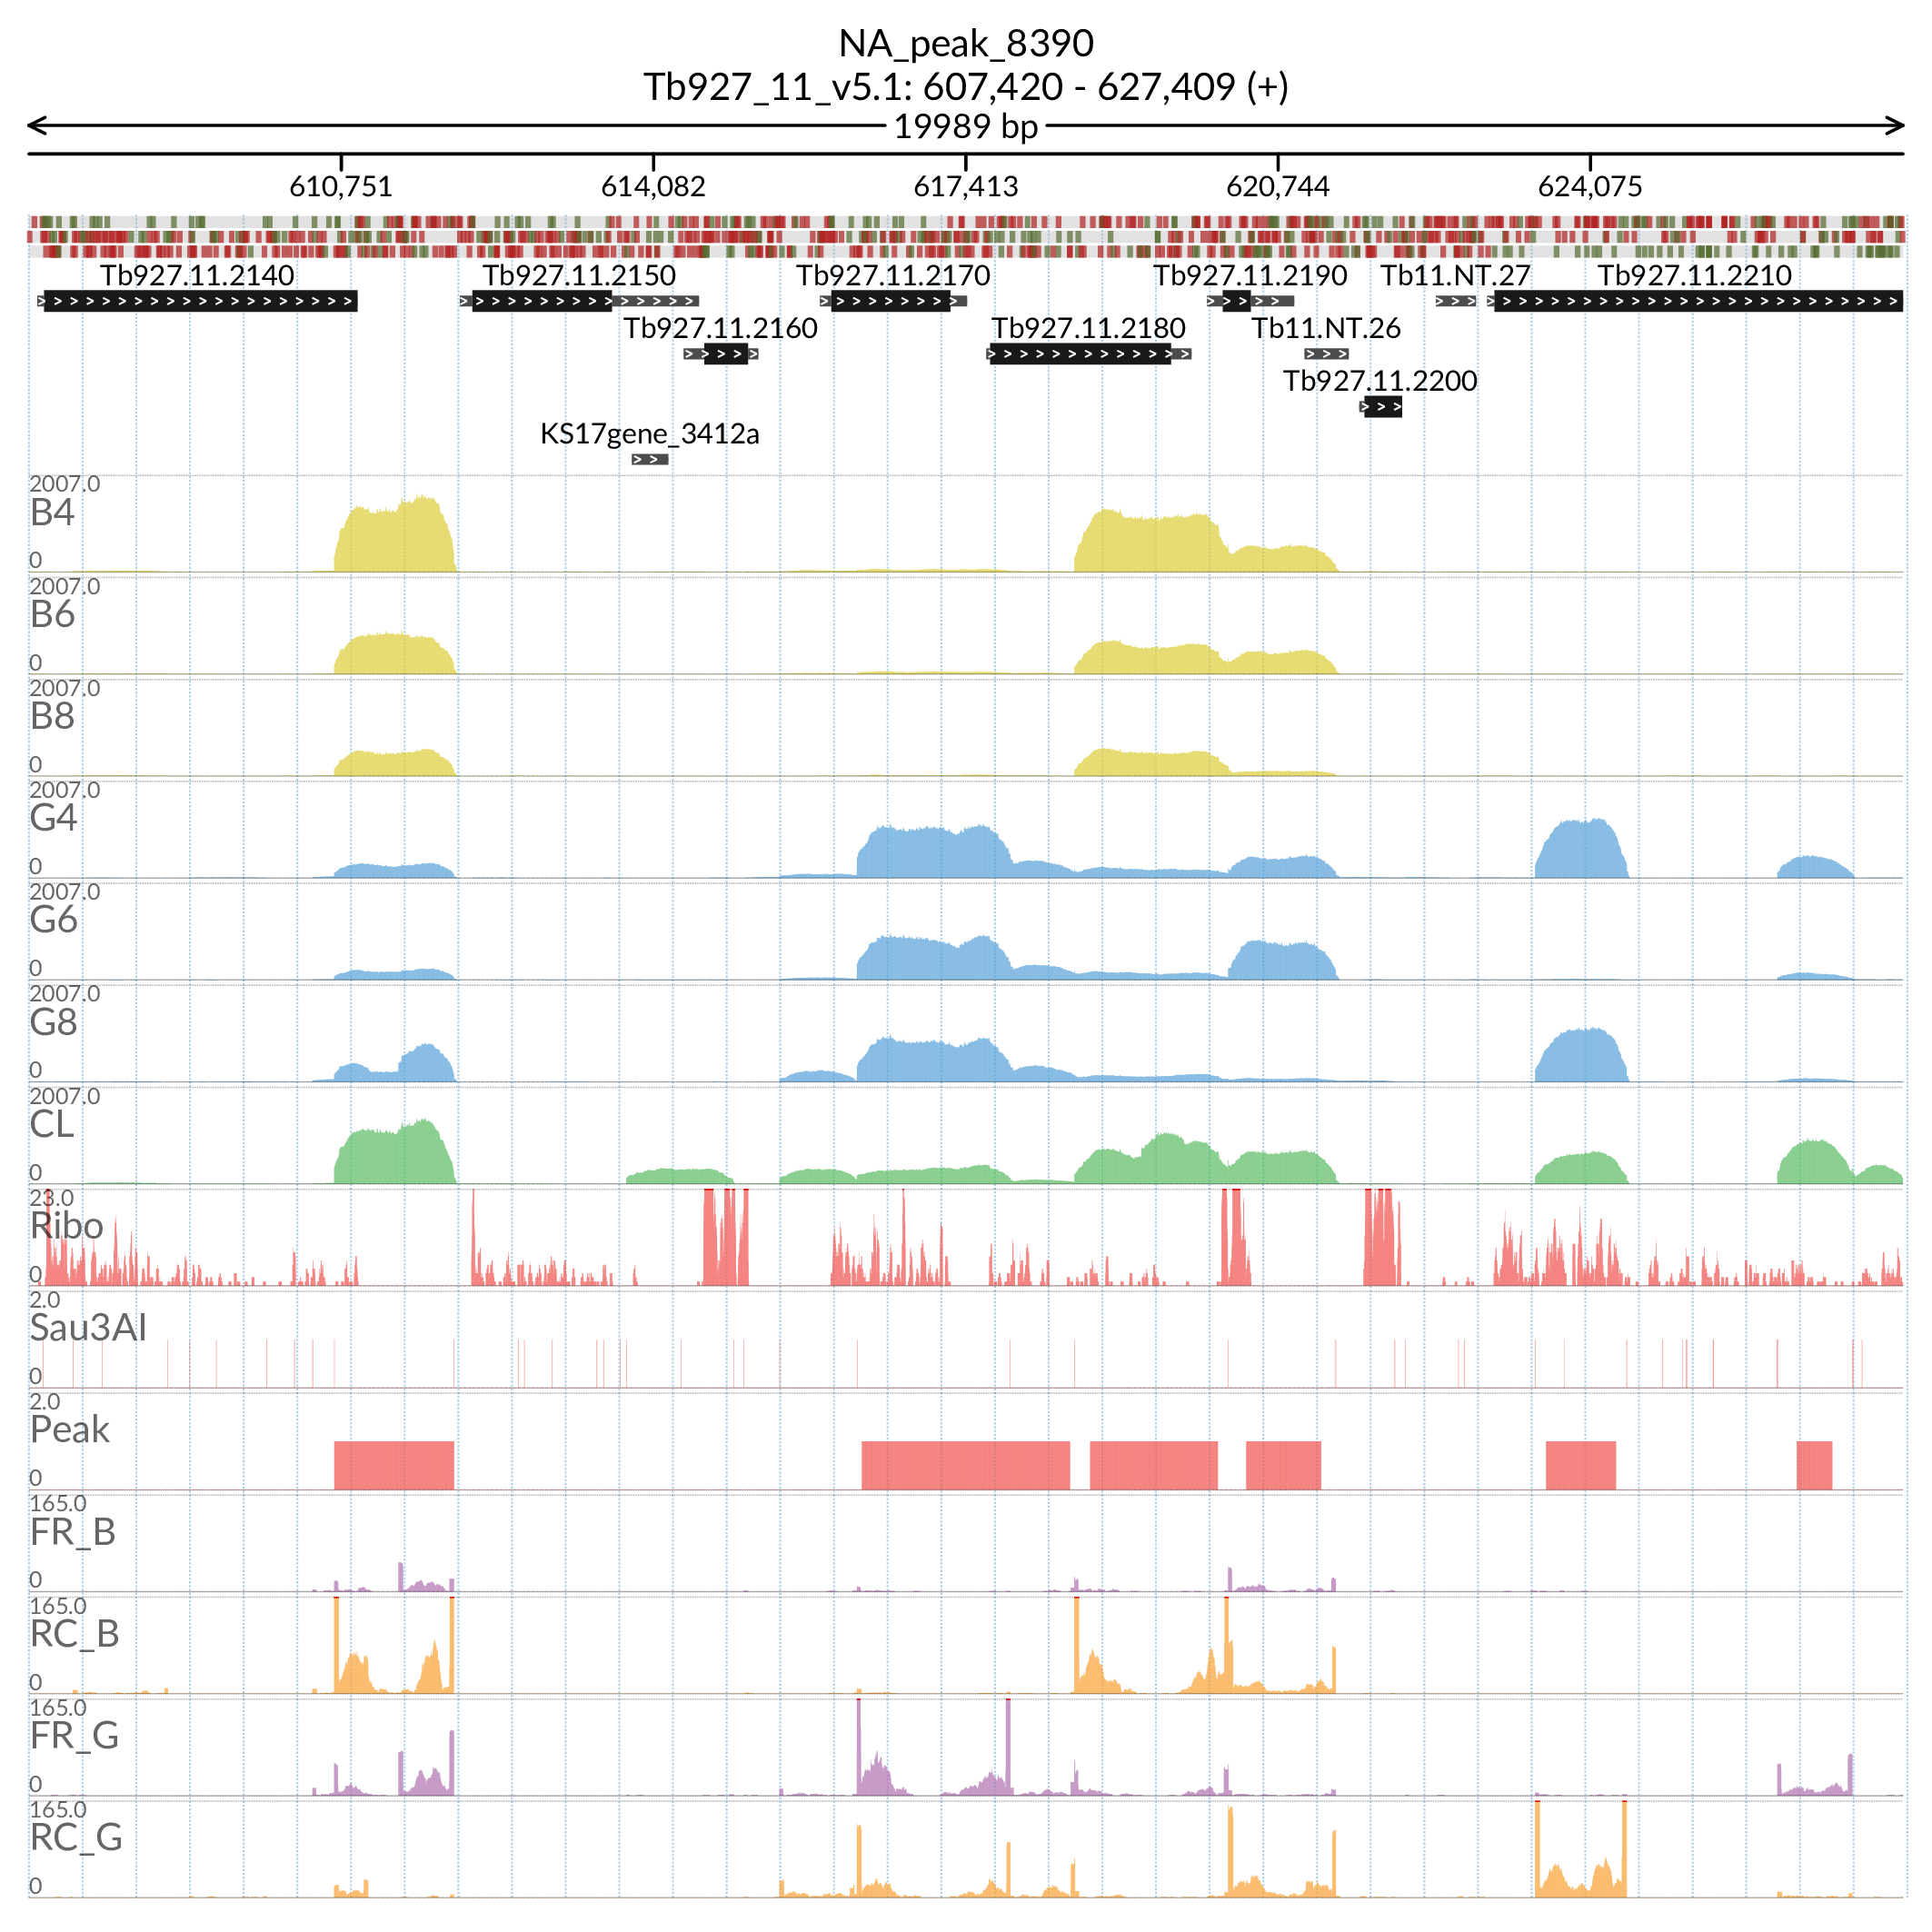 NA_peak_8390
Tb927_11_v5.1: 607,420 - 627,409 (+)
19989 bp
610,751 614,082 617,413 620,744 624,075
Tb927.11.2140 Tb927.11.2150 Tb927.11.2170 Tb927.11.2190 Tb11.NT.27 Tb927.11.2210
Tb927.11.2160 Tb927.11.2180 Tb11.NT.26
Tb927.11.2200
KS17gene_3412a
2007.0
B4
0
2007.0
B6
0
2007.0
B8
0
2007.0
G4
0
2007.0
G6
0
2007.0
G8
0
2007.0
CL
0
23.0
Ribo
0
2.0
Sau3AI
0
2.0
Peak
0
165.0
FR_B
0
165.0
RC_B
0
165.0
FR_G
0
165.0
RC_G
0